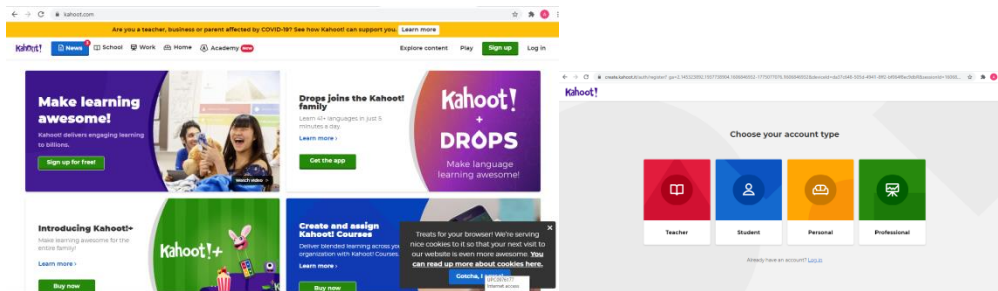 kahoot.com
Are you a teacher, business or parent affected by COVID-19? See how Kahoot! can support you. Learn more
Kahoot! News School Work Home Academy Explore content Play Sign up Log in
Make learning
awesome!
Kahoot! delivers engaging learning
to billions.
Sign up for free!
Watch video
Drops joins the Kahoot!
family
Learn 41+ languages in just 5
minutes a day.
Learn more ›
Get the app
Kahoot!
+
DROPS
Make language
learning awesome!
Introducing Kahoot!+
Make learning awesome for the
entire family!
Learn more ›
Buy now
Kahoot!+
Create and assign
Kahoot! Courses
Deliver blended learning across your
organization with Kahoot! Courses.
Learn more ›
Buy now
Treats for your browser! We're serving
nice cookies to it so that your next visit to
our website is even more awesome. You
can read up more about cookies here.
Gotcha, I
Internet access
Kahoot!
Choose your account type
Teacher Student Personal Professional
Already have an account? Log in